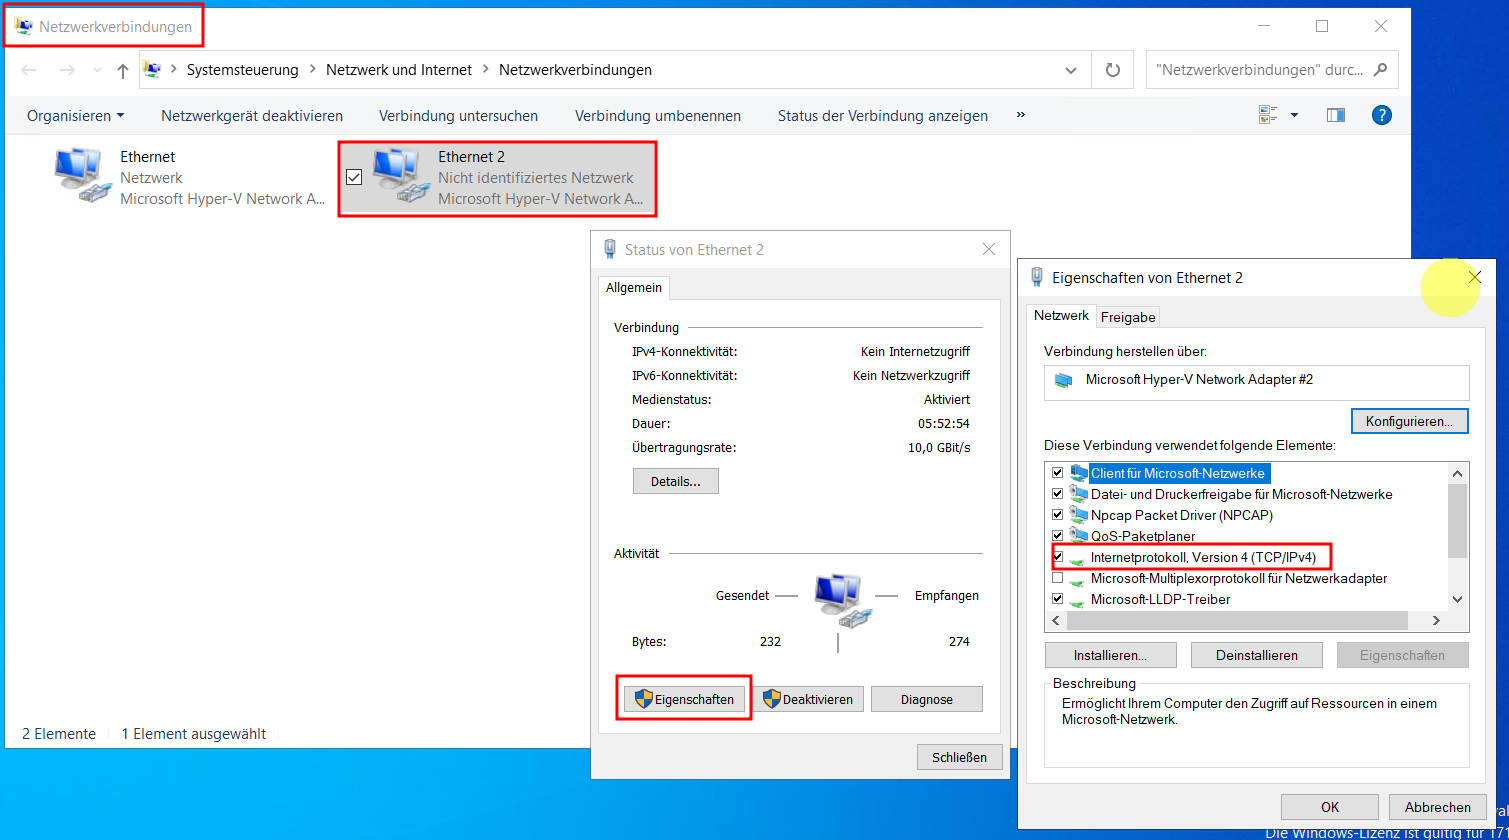 Netzwerkverbindungen
Systemsteuerung > Netzwerk und Internet > Netzwerkverbindungen
"Netzwerkverbindungen" durc...
Organisieren Netzwerkgerät deaktivieren Verbindung untersuchen Verbindung umbenennen Status der Verbindung anzeigen »
Ethernet
Netzwerk
Microsoft Hyper-V Network A...
Ethernet 2
Nicht identifiziertes Netzwerk
Microsoft Hyper-V Network A...
2 Elemente 1 Element ausgewählt
Status von Ethernet 2
Allgemein
Verbindung
IPv4-Konnektivität: Kein Internetzugriff
IPv6-Konnektivität: Kein Netzwerkzugriff
Medienstatus: Aktiviert
Dauer: 05:52:54
Übertragungsrate: 10,0 GBit/s
Details...
Aktivität
Gesendet Empfangen
Bytes: 232 274
Eigenschaften Deaktivieren Diagnose
Schließen
Eigenschaften von Ethernet 2
Netzwerk Freigabe
Verbindung herstellen über:
Microsoft Hyper-V Network Adapter #2
Konfigurieren...
Diese Verbindung verwendet folgende Elemente:
Client für Microsoft-Netzwerke
Datei- und Druckerfreigabe für Microsoft-Netzwerke
Npcap Packet Driver (NPCAP)
QoS-Paketplaner
Internetprotokoll, Version 4 (TCP/IPv4)
Microsoft-Multiplexorprotokoll für Netzwerkadapter
Microsoft-LLDP-Treiber
Installieren... Deinstallieren Eigenschaften
Beschreibung
Ermöglicht Ihrem Computer den Zugriff auf Ressourcen in einem
Microsoft-Netzwerk.
OK Abbrechen
Die Windows-Lizenz ist gültig für 171